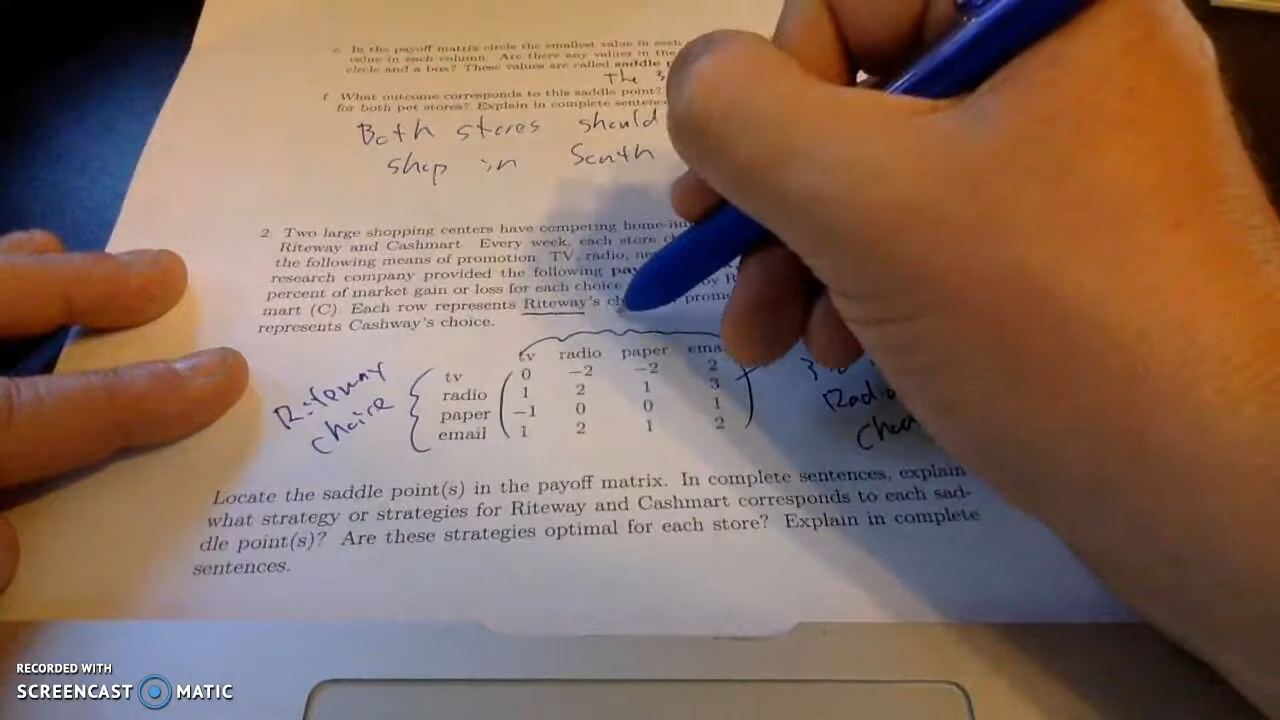 e In the payoff matrix circle the smallest value in each
value in each column. Are there any values in the
circle and a box? These values are called saddle
The 3
f What outcome corresponds to this saddle point?
for both pet stores? Explain in complete
Both stores should
shop in South
2 Two large shopping centers have competing
Riteway and Cashmart. Every week, each store
the following means of promotion: TV, radio,
research company provided the following
percent of market gain or loss for each choice
mart (C). Each row represents Riteway's
represents Cashway's choice.
tv radio paper
tv 0 −2 −2 2
radio 1 2 1 3
paper −1 0 0 1
email 1 2 1 2
Riteway
choice
Locate the saddle point(s) in the payoff matrix. In complete sentences, explain
what strategy or strategies for Riteway and Cashmart corresponds to each sad-
dle point(s)? Are these strategies optimal for each store? Explain in complete
sentences.
RECORDED WITH
SCREENCAST MATIC